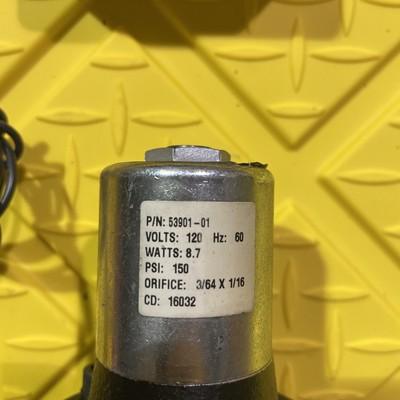 P/N: 53901-01
VOLTS: 120 Hz: 60
WATTS: 8.7
PSI: 150
ORIFICE: 3/64 X 1/16
CD: 16032